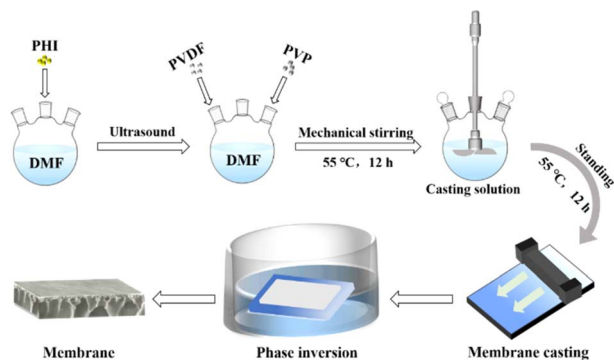 PHI
PVDF
PVP
DMF
Ultrasound
DMF
Mechanical stirring
55 ℃，12 h
Casting solution
Standing
55 ℃，12 h
Membrane
Phase inversion
Membrane casting